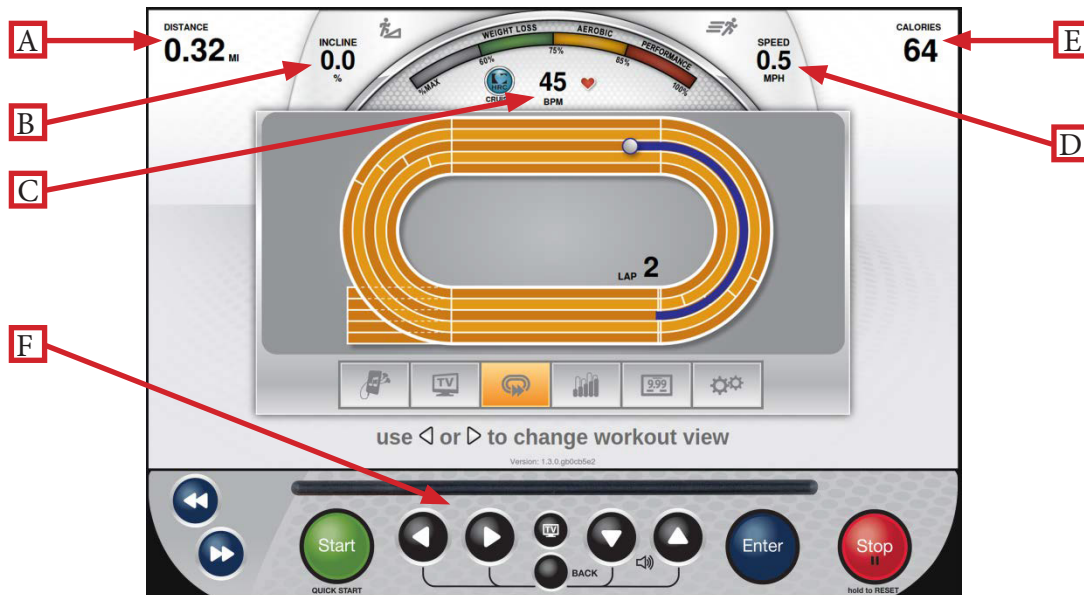 A
DISTANCE
0.32 MI
INCLINE
0.0
%
WEIGHT LOSS
AEROBIC
PERFORMANCE
%MAX
60%
75%
85%
100%
HRC
45
BPM
SPEED
0.5
MPH
CALORIES
64
E
B
C
D
LAP 2
F
TV
9:99
use ◁ or ▷ to change workout view
Version: 1.3.0.gb0cb5e2
Start
QUICK START
TV
BACK
Enter
Stop
hold to RESET